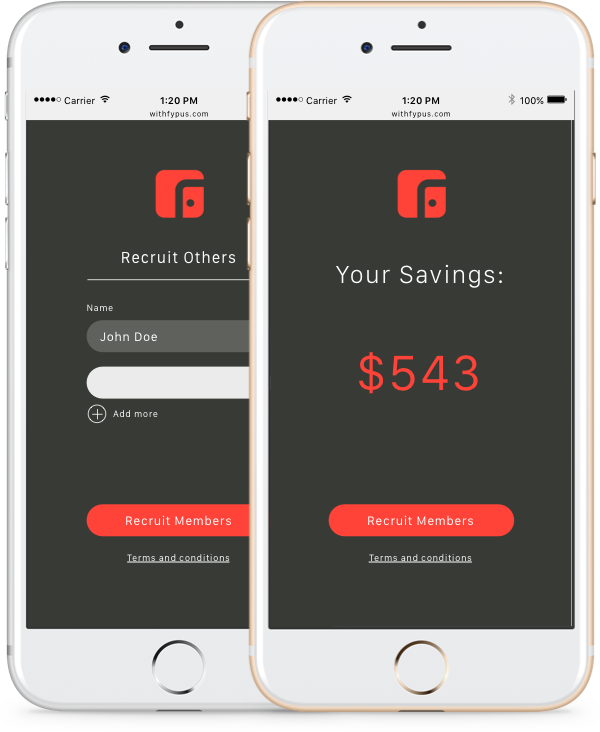 Carrier
1:20 PM
withfypus.com
Recruit Others
Name
John Doe
Add more
Recruit Members
Terms and conditions
Carrier
1:20 PM
100%
withfypus.com
Your Savings:
$543
Recruit Members
Terms and conditions